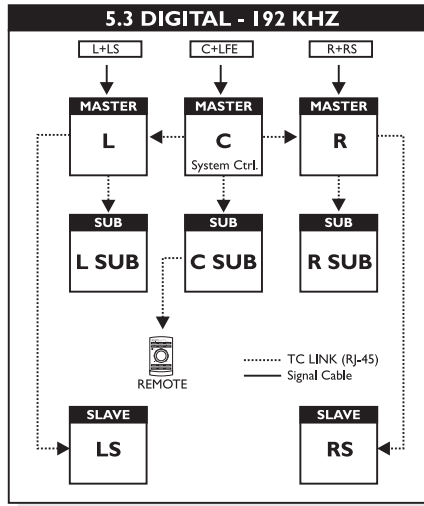 5.3 DIGITAL - 192 KHZ
L+LS
C+LFE
R+RS
MASTER
L
MASTER
C
System Ctrl.
MASTER
R
SUB
L SUB
SUB
C SUB
SUB
R SUB
REMOTE
TC LINK (RJ-45)
Signal Cable
SLAVE
LS
SLAVE
RS